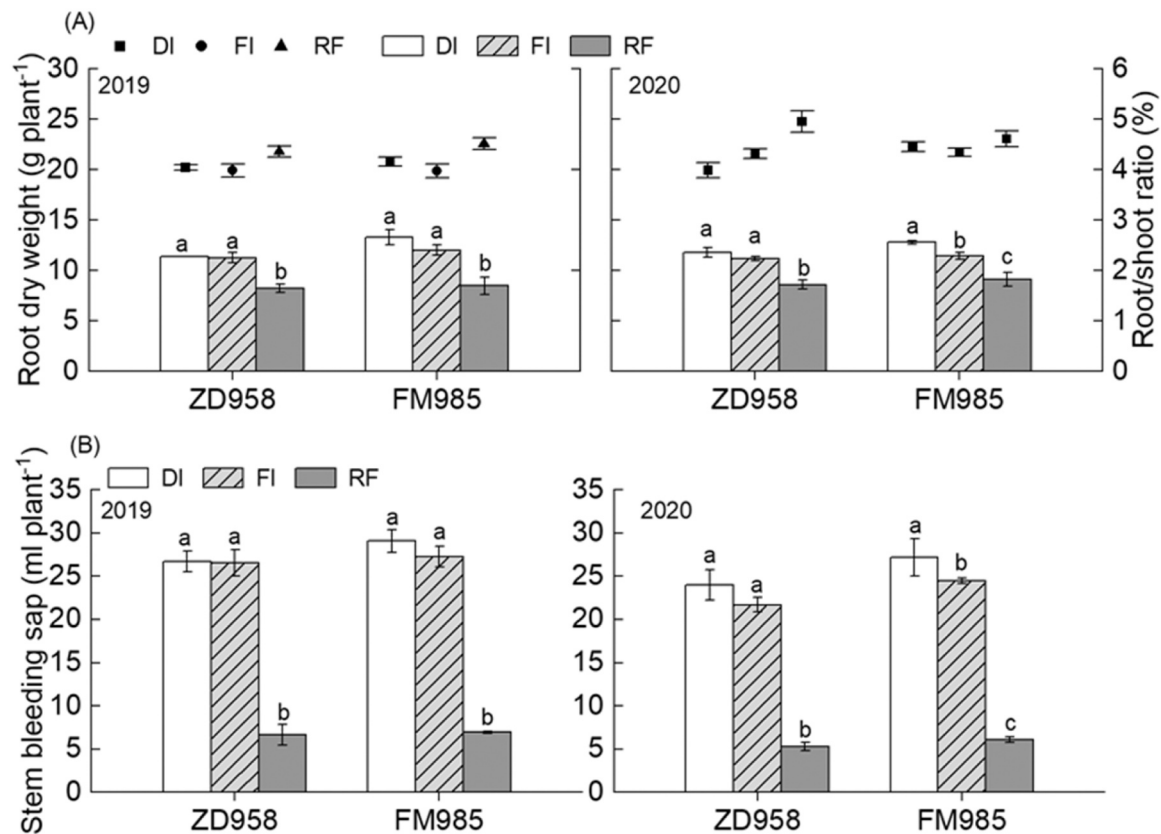 (A)
DI FI RF DI FI RF
Root dry weight (g plant⁻¹)
30
25
20
15
10
5
0
2019
a a b a a b
ZD958 FM985
2020
a a b a b c
ZD958 FM985
6
5
4
3
2
1
0
Root/shoot ratio (%)
(B)
DI FI RF
Stem bleeding sap (ml plant⁻¹)
35
30
25
20
15
10
5
0
2019
a a b a a b
ZD958 FM985
35
30
25
20
15
10
5
0
2020
a a b a b c
ZD958 FM985